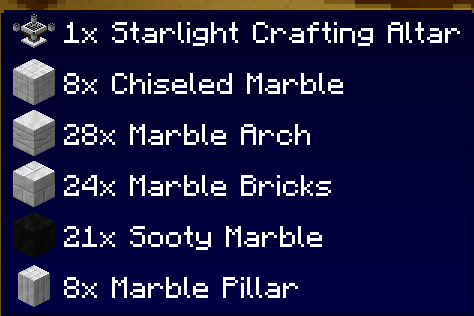 1x Starlight Crafting Altar
8x Chiseled Marble
28x Marble Arch
24x Marble Bricks
21x Sooty Marble
8x Marble Pillar